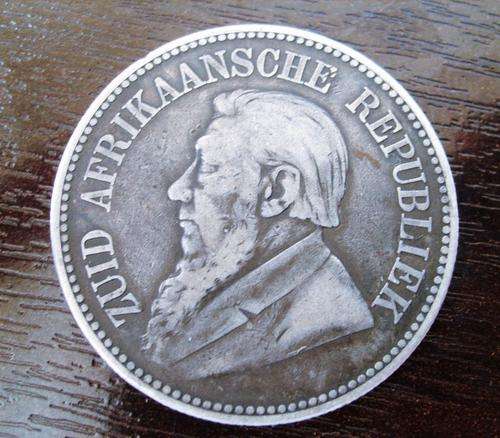 ZUID AFRIKAANSCHE REPUBLIEK